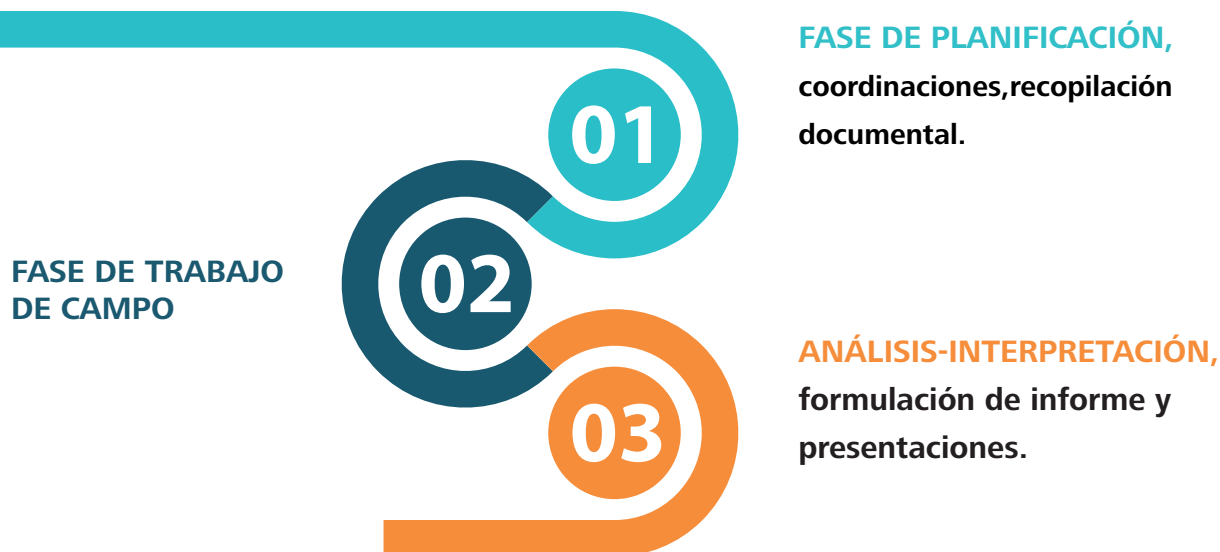 01
FASE DE PLANIFICACIÓN,
coordinaciones,recopilación
documental.
02
FASE DE TRABAJO
DE CAMPO
03
ANÁLISIS-INTERPRETACIÓN,
formulación de informe y
presentaciones.